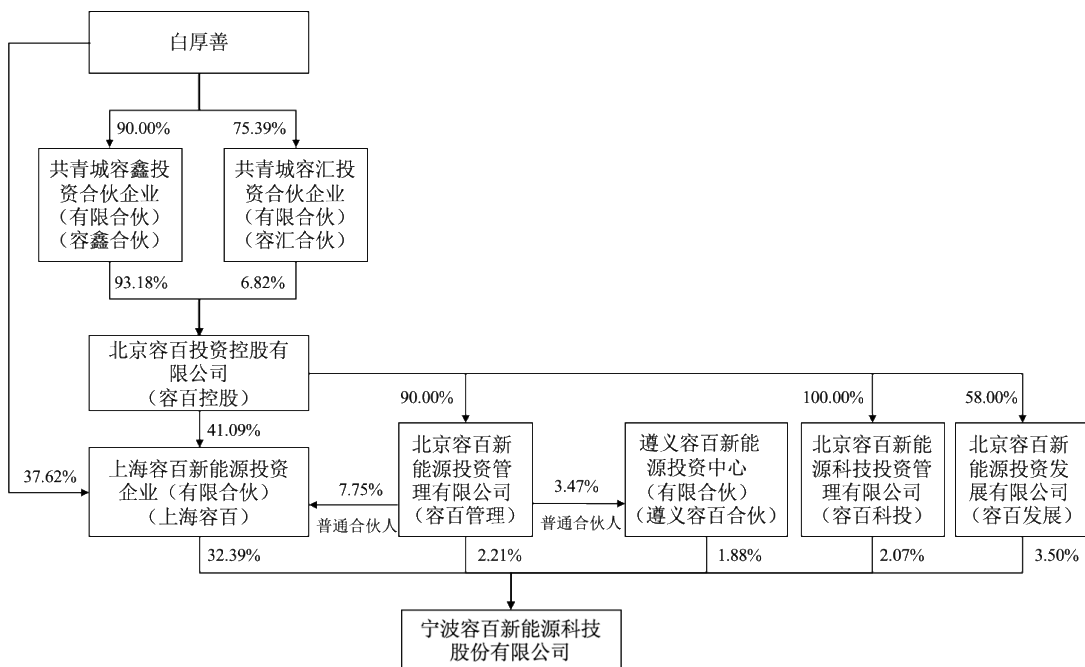 白厚善
90.00%
75.39%
共青城容鑫投
资合伙企业
（有限合伙）
（容鑫合伙）
共青城容汇投
资合伙企业
（有限合伙）
（容汇合伙）
93.18%
6.82%
北京容百投资控股有
限公司
（容百控股）
41.09%
90.00%
100.00%
58.00%
37.62%
上海容百新能源投资
企业（有限合伙）
（上海容百）
7.75%
普通合伙人
北京容百新
能源投资管
理有限公司
（容百管理）
3.47%
普通合伙人
遵义容百新能
源投资中心
（有限合伙）
（遵义容百合伙）
北京容百新能
源科技投资管
理有限公司
（容百科技）
北京容百新
能源投资发
展有限公司
（容百发展）
32.39%
2.21%
1.88%
2.07%
3.50%
宁波容百新能源科技
股份有限公司